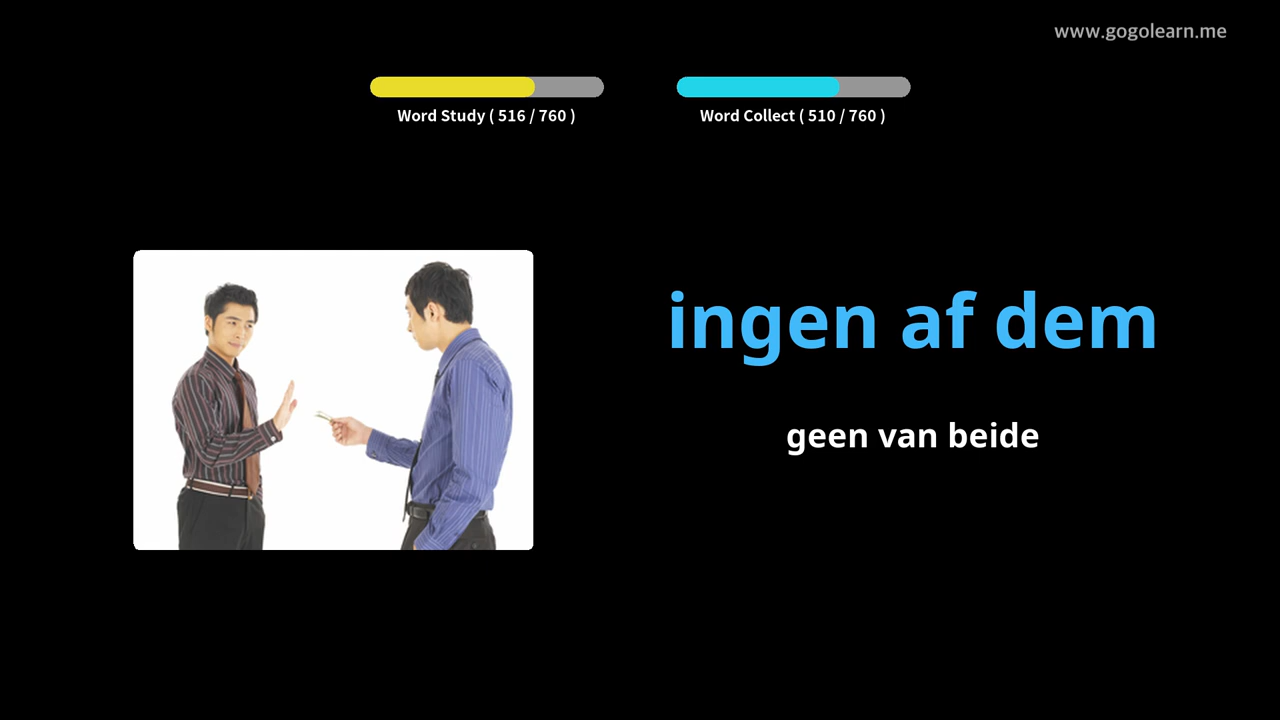 www.gogolearn.me
Word Study ( 516 / 760 )
Word Collect ( 510 / 760 )
ingen af dem
geen van beide